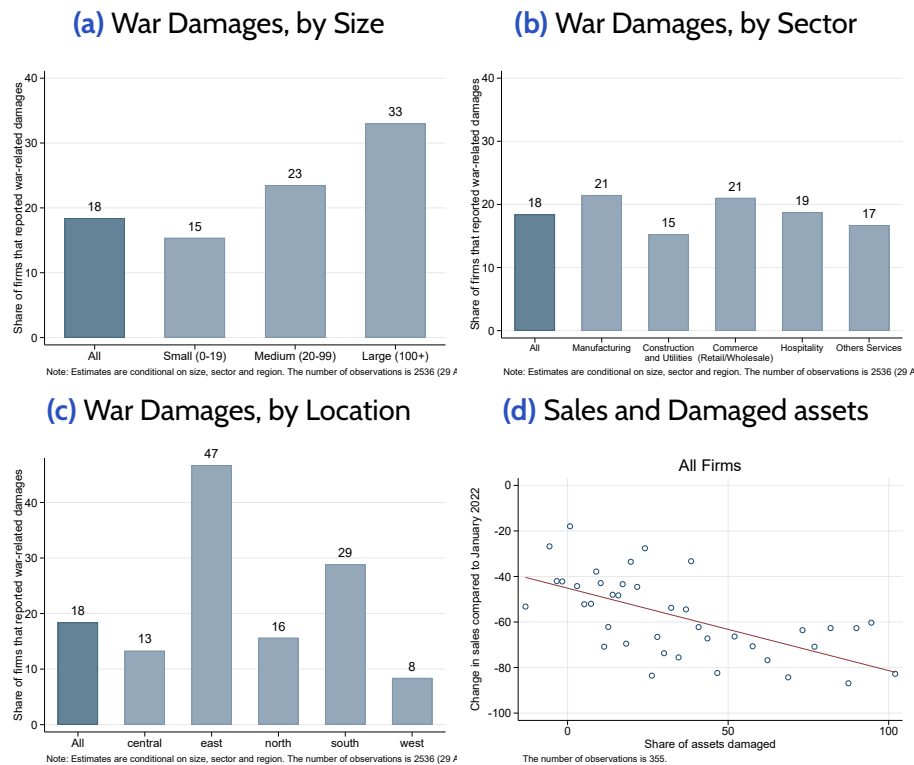 (a) War Damages, by Size
Share of firms that reported war-related damages
40
30
20
10
0
18
15
23
33
All
Small (0-19)
Medium (20-99)
Large (100+)
Note: Estimates are conditional on size, sector and region. The number of observations is 2536 (29 A
(b) War Damages, by Sector
Share of firms that reported war-related damages
40
30
20
10
0
18
21
15
21
19
17
All
Manufacturing
Construction
and Utilities
Commerce
(Retail/Wholesale)
Hospitality
Others Services
Note: Estimates are conditional on size, sector and region. The number of observations is 2536 (29 A
(c) War Damages, by Location
Share of firms that reported war-related damages
40
30
20
10
0
18
13
47
16
29
8
All
central
east
north
south
west
Note: Estimates are conditional on size, sector and region. The number of observations is 2536 (29 A
(d) Sales and Damaged assets
All Firms
Change in sales compared to January 2022
0
-20
-40
-60
-80
-100
0
50
100
Share of assets damaged
The number of observations is 355.